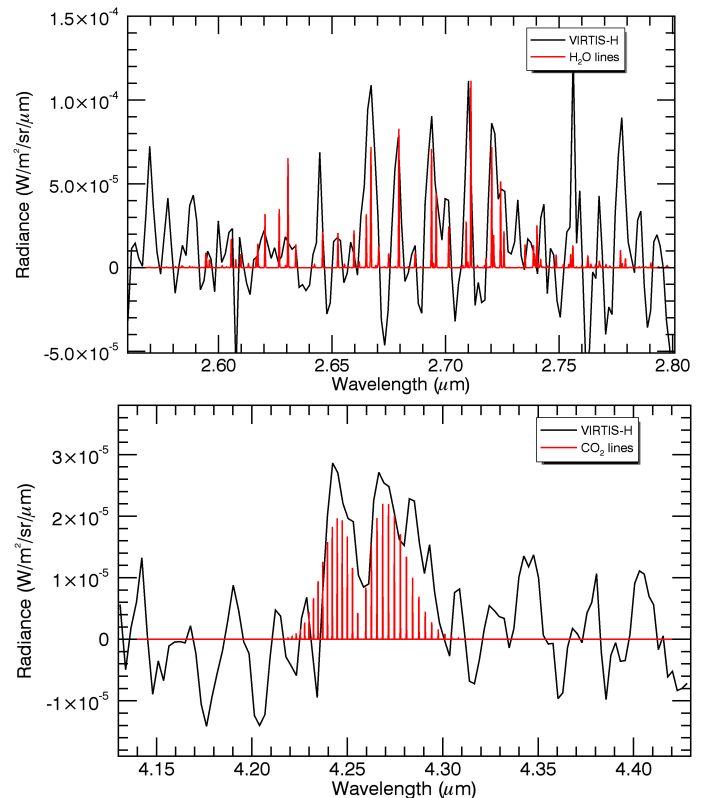 1.5×10⁻⁴
1.0×10⁻⁴
5.0×10⁻⁵
0
-5.0×10⁻⁵
Radiance (W/m²/sr/μm)
VIRTIS-H
H₂O lines
2.60 2.65 2.70 2.75 2.80
Wavelength (μm)
3×10⁻⁵
2×10⁻⁵
1×10⁻⁵
0
-1×10⁻⁵
Radiance (W/m²/sr/μm)
VIRTIS-H
CO₂ lines
4.15 4.20 4.25 4.30 4.35 4.40
Wavelength (μm)